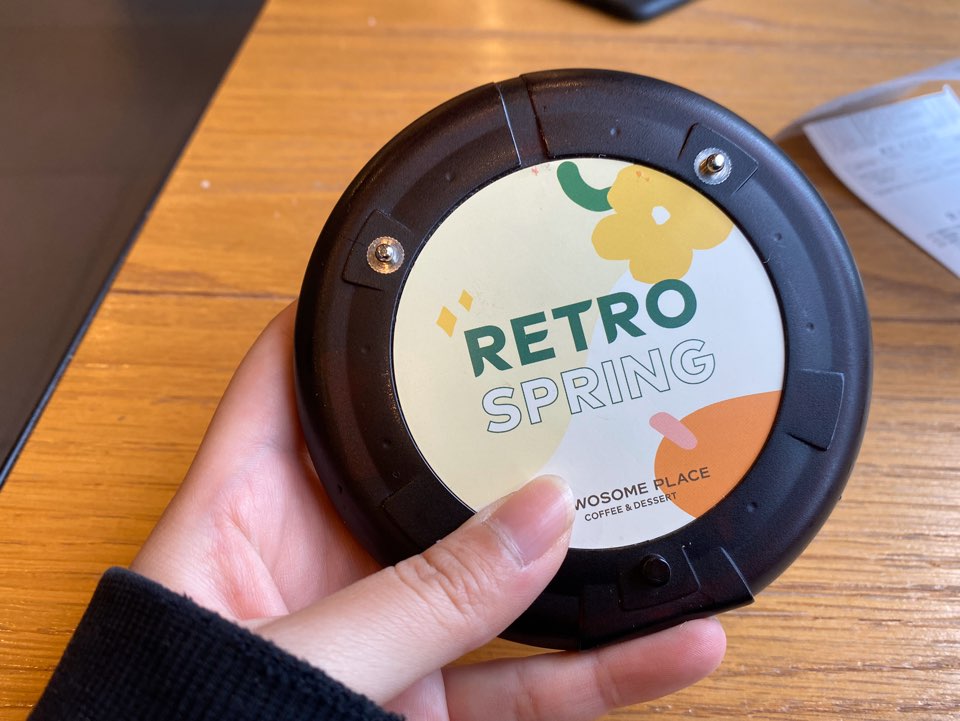 RETRO
SPRING
WOSOME PLACE
COFFEE & DESSERT